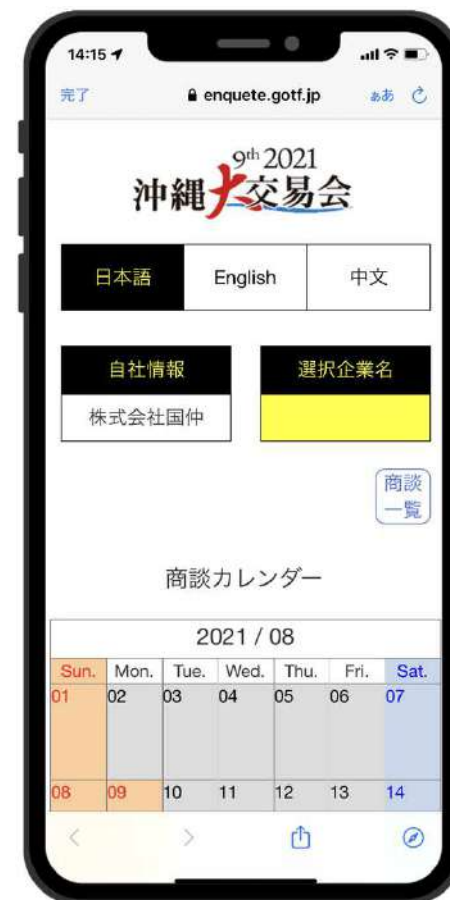 14:15
完了
enquete.gotf.jp
ああ
9th 2021
沖縄大交易会
日本語 English 中文
自社情報 選択企業名
株式会社国仲
商談
一覧
商談カレンダー
2021 / 08
Sun. Mon. Tue. Wed. Thu. Fri. Sat.
01 02 03 04 05 06 07
08 09 10 11 12 13 14